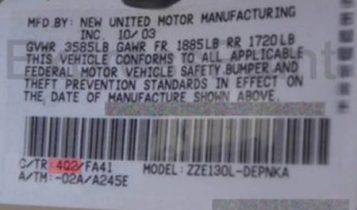 MFD.BY: NEW UNITED MOTOR MANUFACTURING
INC. 10/03
GVWR 3585LB GAWR FR 1885LB RR 1720LB
THIS VEHICLE CONFORMS TO ALL APPLICABLE
FEDERAL MOTOR VEHICLE SAFETY,BUMPER,AND
THEFT PREVENTION STANDARDS IN EFFECT ON
THE DATE OF MANUFACTURE SHOWN ABOVE.
C/TR:4Q2/FA41 MODEL:ZZE130L-DEPNKA
A/TM:-02A/A245E